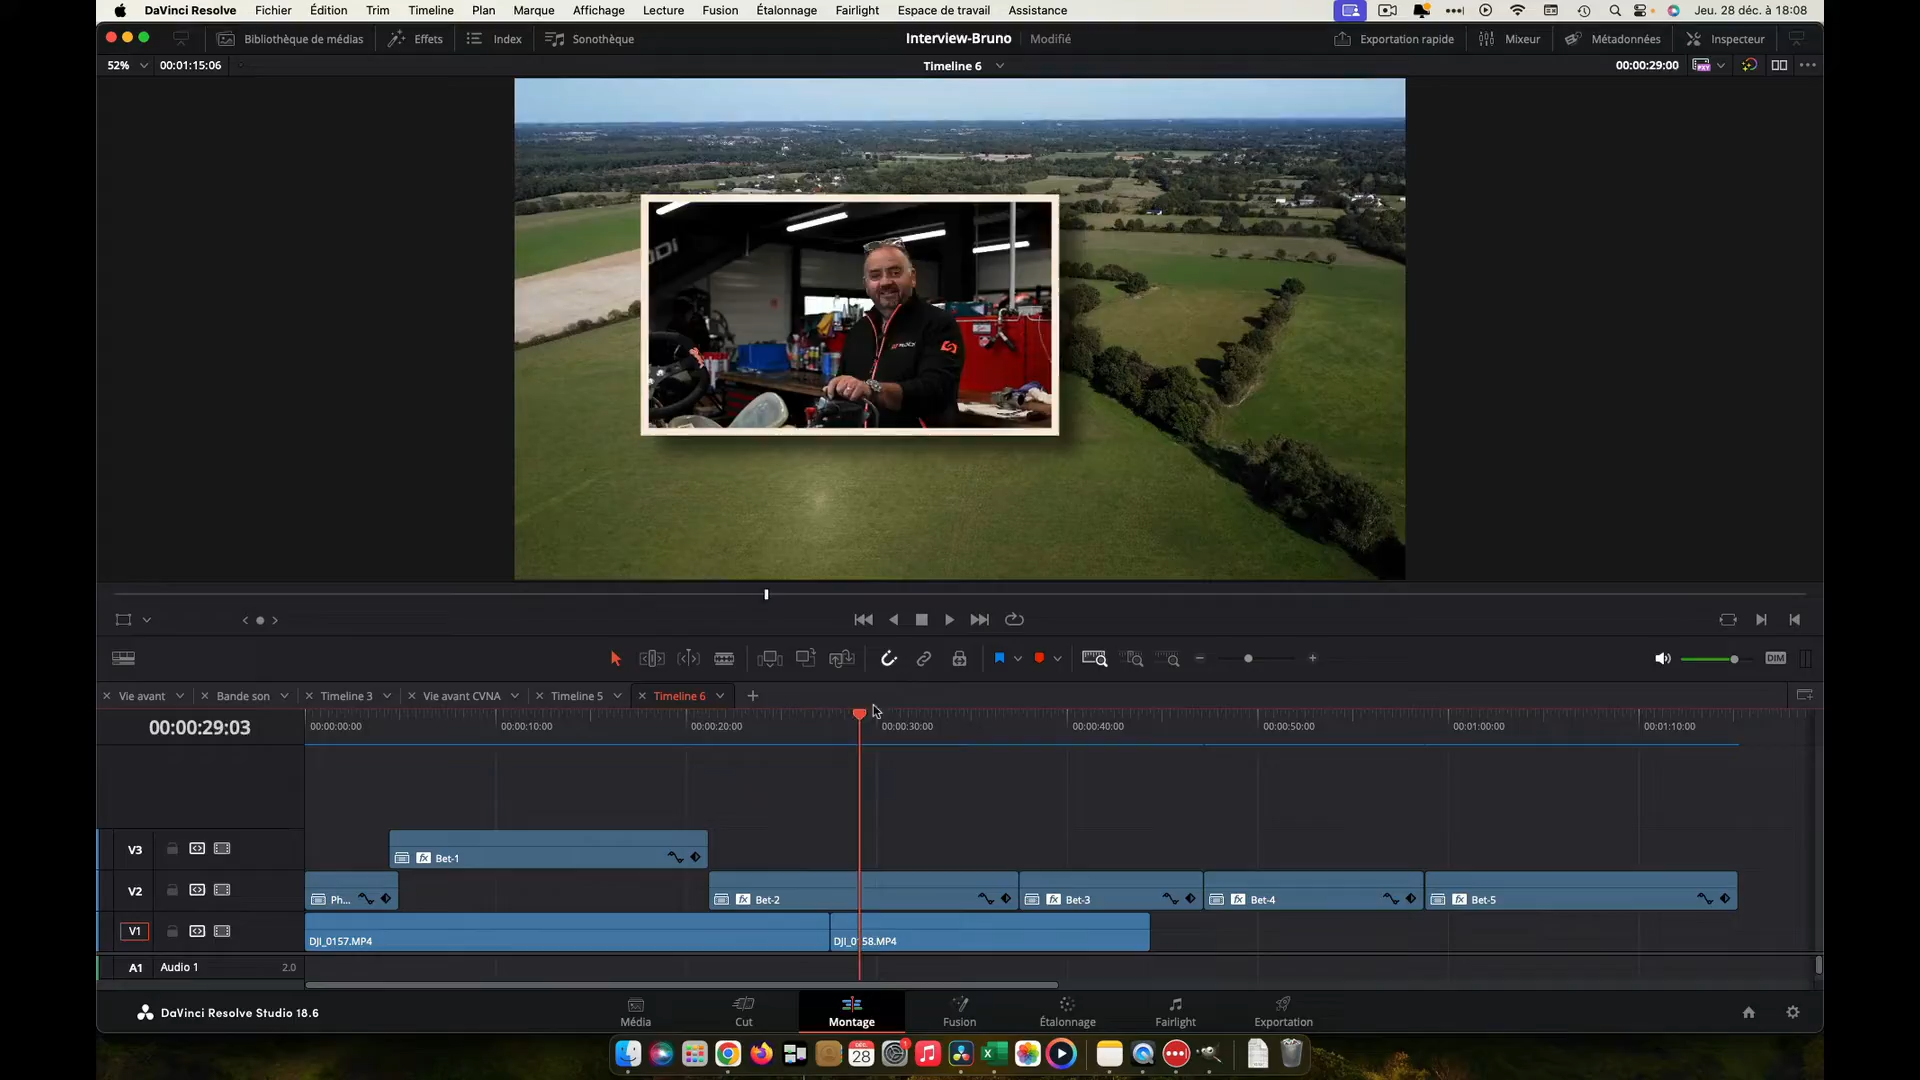 DaVinci Resolve Fichier Édition Trim Timeline Plan Marque Affichage Lecture Fusion Étalonnage Fairlight Espace de travail Assistance Jeu. 28 déc. à 18:08
Bibliothèque de médias Effets Index Sonothèque Interview-Bruno Modifié Exportation rapide Mixeur Métadonnées Inspecteur
52% 00:01:15:06 Timeline 6 00:00:29:00
DIM
Vie avant Bande son Timeline 3 Vie avant CVNA Timeline 5 Timeline 6
00:00:29:03 00:00:00:00 00:00:10:00 00:00:20:00 00:00:30:00 00:00:40:00 00:00:50:00 00:01:00:00 00:01:10:00
V3 Bet-1
V2 Ph... Bet-2 Bet-3 Bet-4 Bet-5
V1 DJI_0157.MP4 DJI_0158.MP4
A1 Audio 1 2.0
DaVinci Resolve Studio 18.6 Média Cut Montage Fusion Étalonnage Fairlight Exportation
28